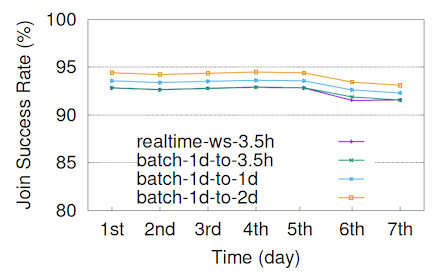 Join Success Rate (%)
100
95
90
85
80
realtime-ws-3.5h
batch-1d-to-3.5h
batch-1d-to-1d
batch-1d-to-2d
1st 2nd 3rd 4th 5th 6th 7th
Time (day)